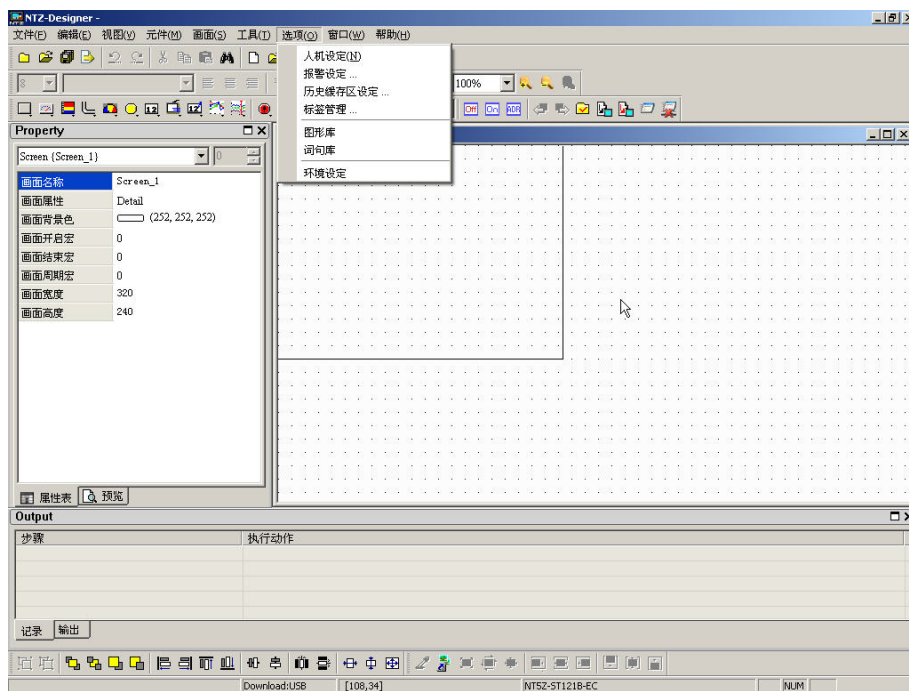 NTZ-Designer -
文件(F) 编辑(E) 视图(V) 元件(M) 画面(S) 工具(T) 选项(O) 窗口(W) 帮助(H)
人机设定(N)
报警设定 ...
历史缓存区设定 ...
标签管理 ...
图形库
词句库
环境设定
8
100%
Off On ADR
Property
Screen {Screen_1}
0
画面名称 Screen_1
画面属性 Detail
画面背景色 (252, 252, 252)
画面开启宏 0
画面结束宏 0
画面周期宏 0
画面宽度 320
画面高度 240
属性表 预览
Output
步骤 执行动作
记录 输出
Download:USB [108,34] NT5Z-ST121B-EC NUM